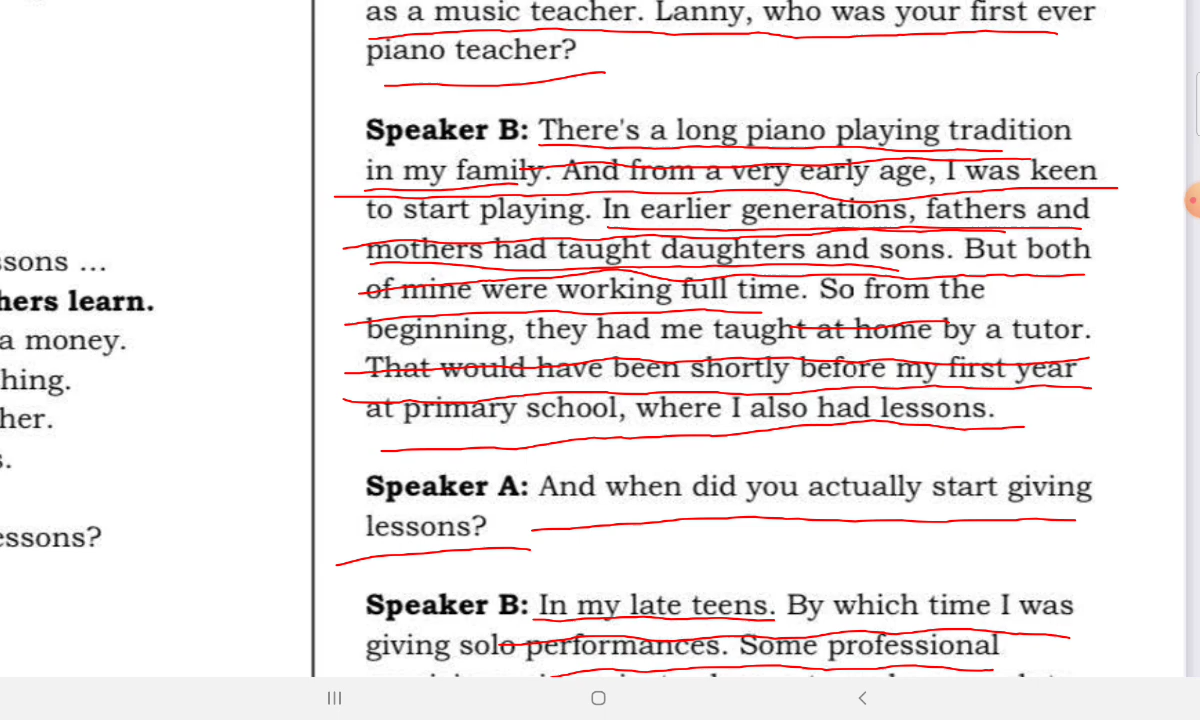 as a music teacher. Lanny, who was your first ever
piano teacher?
Speaker B: There's a long piano playing tradition
in my family. And from a very early age, I was keen
to start playing. In earlier generations, fathers and
mothers had taught daughters and sons. But both
of mine were working full time. So from the
beginning, they had me taught at home by a tutor.
That would have been shortly before my first year
at primary school, where I also had lessons.
Speaker A: And when did you actually start giving
lessons?
Speaker B: In my late teens. By which time I was
giving solo performances. Some professional
ssons ...
hers learn.
a money.
hing.
her.
s.
essons?